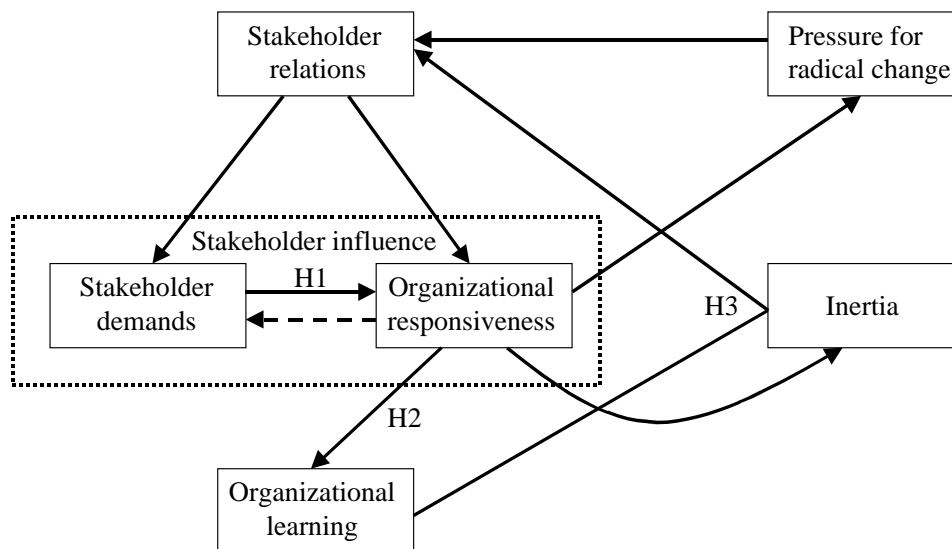 Stakeholder
relations
Pressure for
radical change
Stakeholder influence
Stakeholder
demands
H1
Organizational
responsiveness
H3
Inertia
H2
Organizational
learning